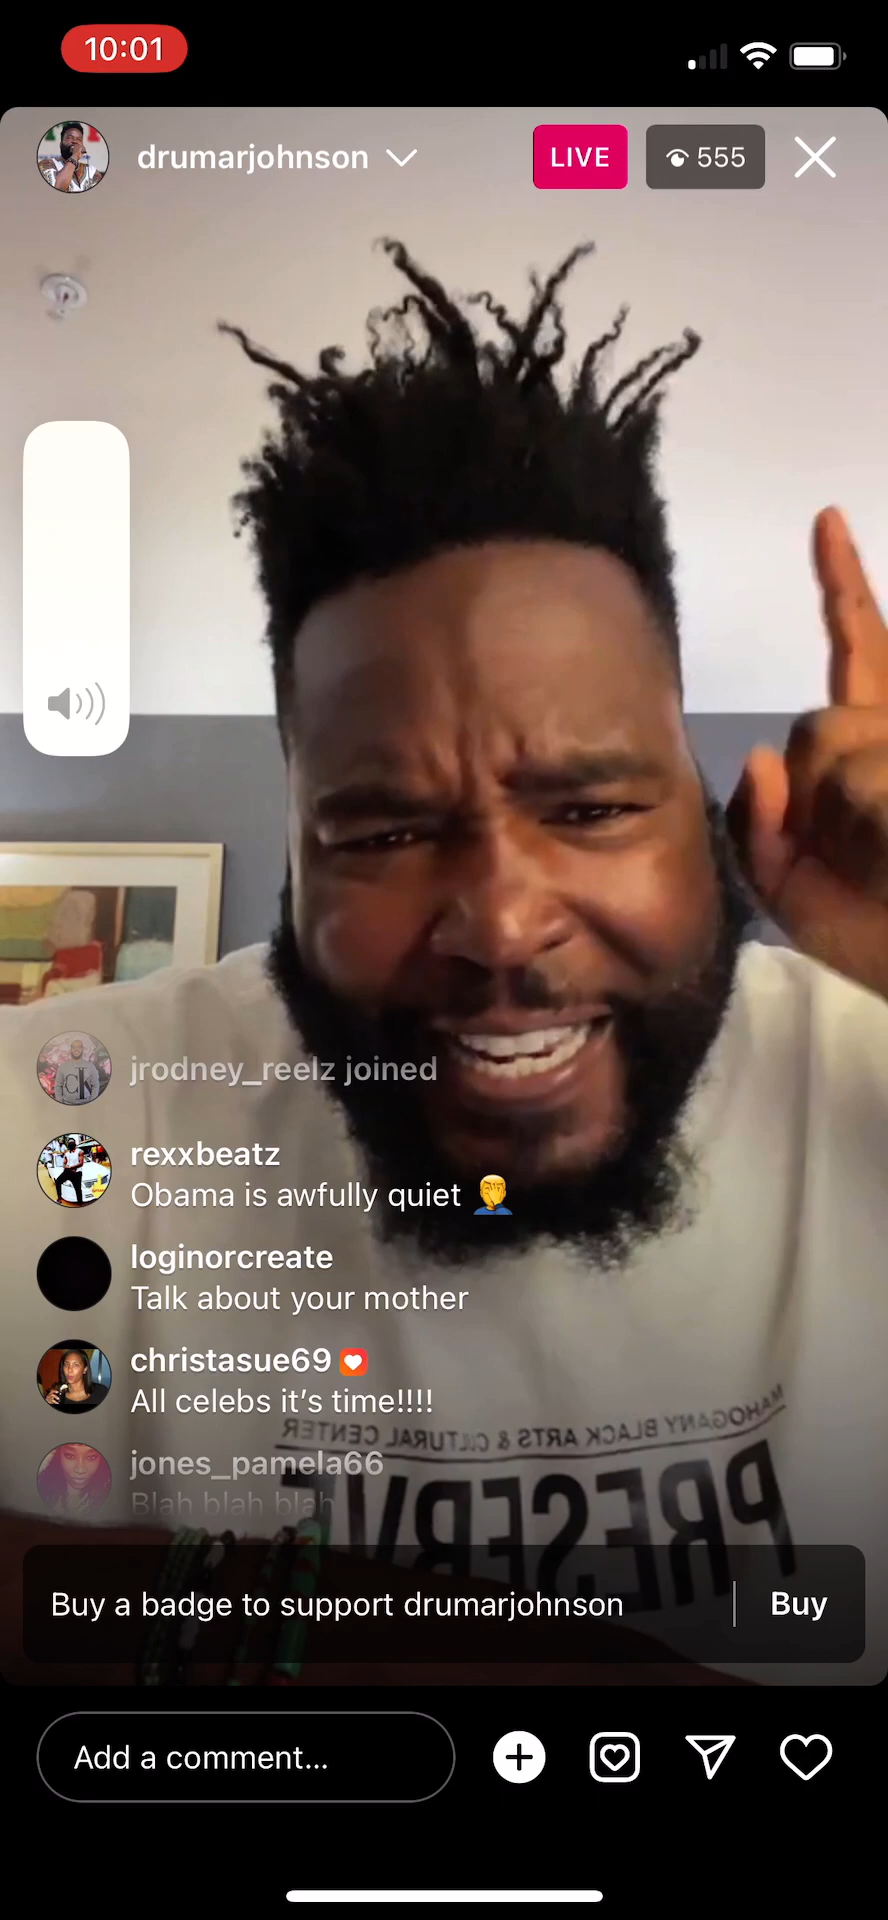 10:01
drumarjohnson
LIVE
555
jrodney_reelz joined
rexxbeatz
Obama is awfully quiet 🤦‍♂️
loginorcreate
Talk about your mother
christasue69
All celebs it's time!!!!
jones_pamela66
Blah blah blah
MAHOGANY BLACK ARTS & CULTURAL CENTER
PRESERVE
Buy a badge to support drumarjohnson
Buy
Add a comment...